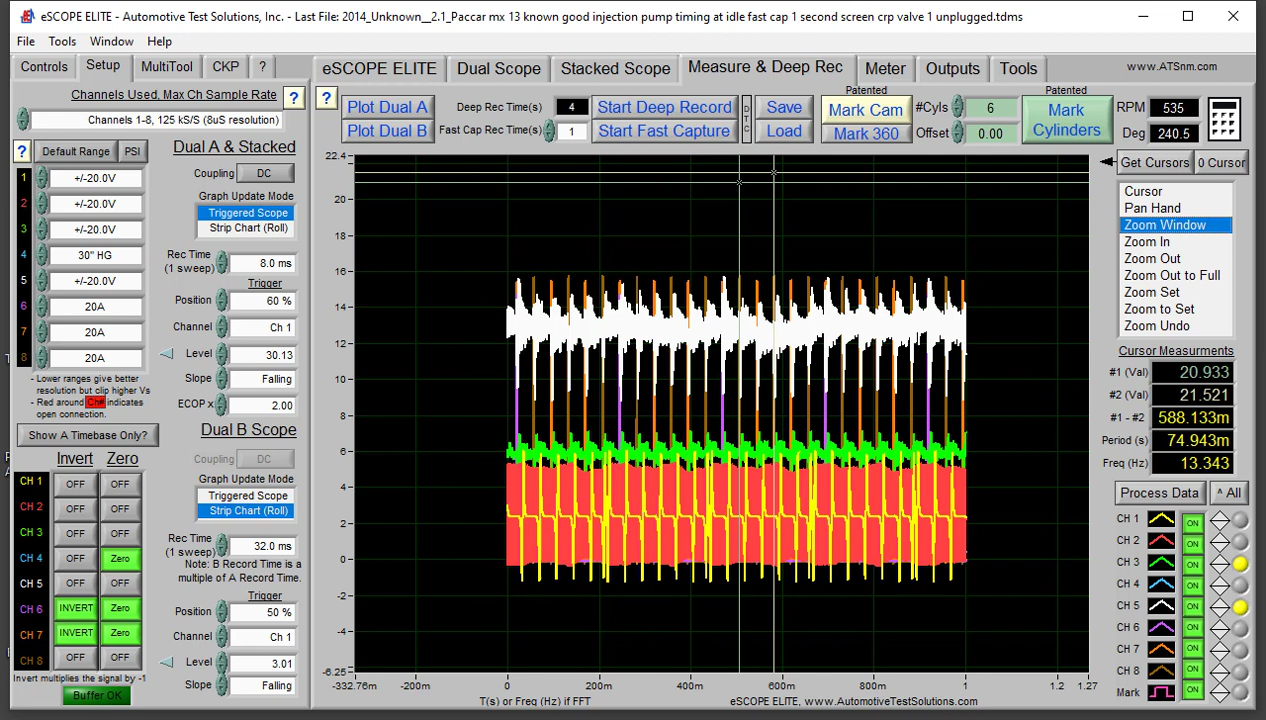 eSCOPE ELITE - Automotive Test Solutions, Inc. - Last File: 2014_Unknown__2.1_Paccar mx 13 known good injection pump timing at idle fast cap 1 second screen crp valve 1 unplugged.tdms
File Tools Window Help
Controls Setup MultiTool CKP ?
eSCOPE ELITE Dual Scope Stacked Scope Measure & Deep Rec Meter Outputs Tools www.ATSnm.com
Channels Used, Max Ch Sample Rate ?
Channels 1-8, 125 kS/S (8uS resolution)
? Default Range PSI
1 +/-20.0V
2 +/-20.0V
3 +/-20.0V
4 30" HG
5 +/-20.0V
6 20A
7 20A
8 20A
- Lower ranges give better
resolution but clip higher Vs
- Red around Ch# indicates
open connection.
Show A Timebase Only?
Invert Zero
CH 1 OFF OFF
CH 2 OFF OFF
CH 3 OFF OFF
CH 4 OFF Zero
CH 5 OFF OFF
CH 6 INVERT Zero
CH 7 INVERT Zero
CH 8 OFF OFF
Invert multiplies the signal by -1
Buffer OK
Dual A & Stacked
Coupling DC
Graph Update Mode
Triggered Scope
Strip Chart (Roll)
Rec Time
(1 sweep) 8.0 ms
Trigger
Position 60 %
Channel Ch 1
Level 30.13
Slope Falling
ECOP x 2.00
Dual B Scope
Coupling DC
Graph Update Mode
Triggered Scope
Strip Chart (Roll)
Rec Time
(1 sweep) 32.0 ms
Note: B Record Time is a
multiple of A Record Time.
Trigger
Position 50 %
Channel Ch 1
Level 3.01
Slope Falling
? Plot Dual A Deep Rec Time(s) 4 Start Deep Record
Plot Dual B Fast Cap Rec Time(s) 1 Start Fast Capture
DTC
Save
Load
Patented
Mark Cam
Mark 360
#Cyls 6
Offset 0.00
Patented
Mark
Cylinders
RPM 535
Deg 240.5
22.4
20
18
16
14
12
10
8
6
4
2
0
-2
-4
-6.25
-332.76m -200m 0 200m 400m 600m 800m 1 1.2 1.27
T(s) or Freq (Hz) if FFT eSCOPE ELITE, www.AutomotiveTestSolutions.com
Get Cursors 0 Cursor
Cursor
Pan Hand
Zoom Window
Zoom In
Zoom Out
Zoom Out to Full
Zoom Set
Zoom to Set
Zoom Undo
Cursor Measurments
#1 (Val) 20.933
#2 (Val) 21.521
#1 - #2 588.133m
Period (s) 74.943m
Freq (Hz) 13.343
Process Data ^ All
CH 1 ON
CH 2 ON
CH 3 ON
CH 4 ON
CH 5 ON
CH 6 ON
CH 7 ON
CH 8 ON
Mark ON